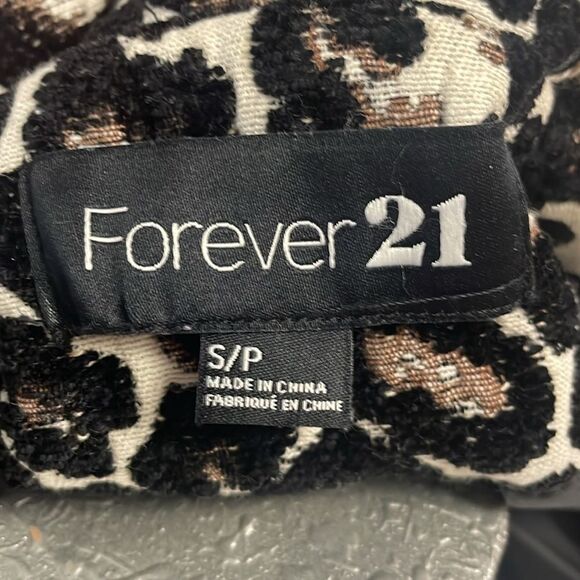 Forever 21
S/P
MADE IN CHINA
FABRIQUÉ EN CHINE